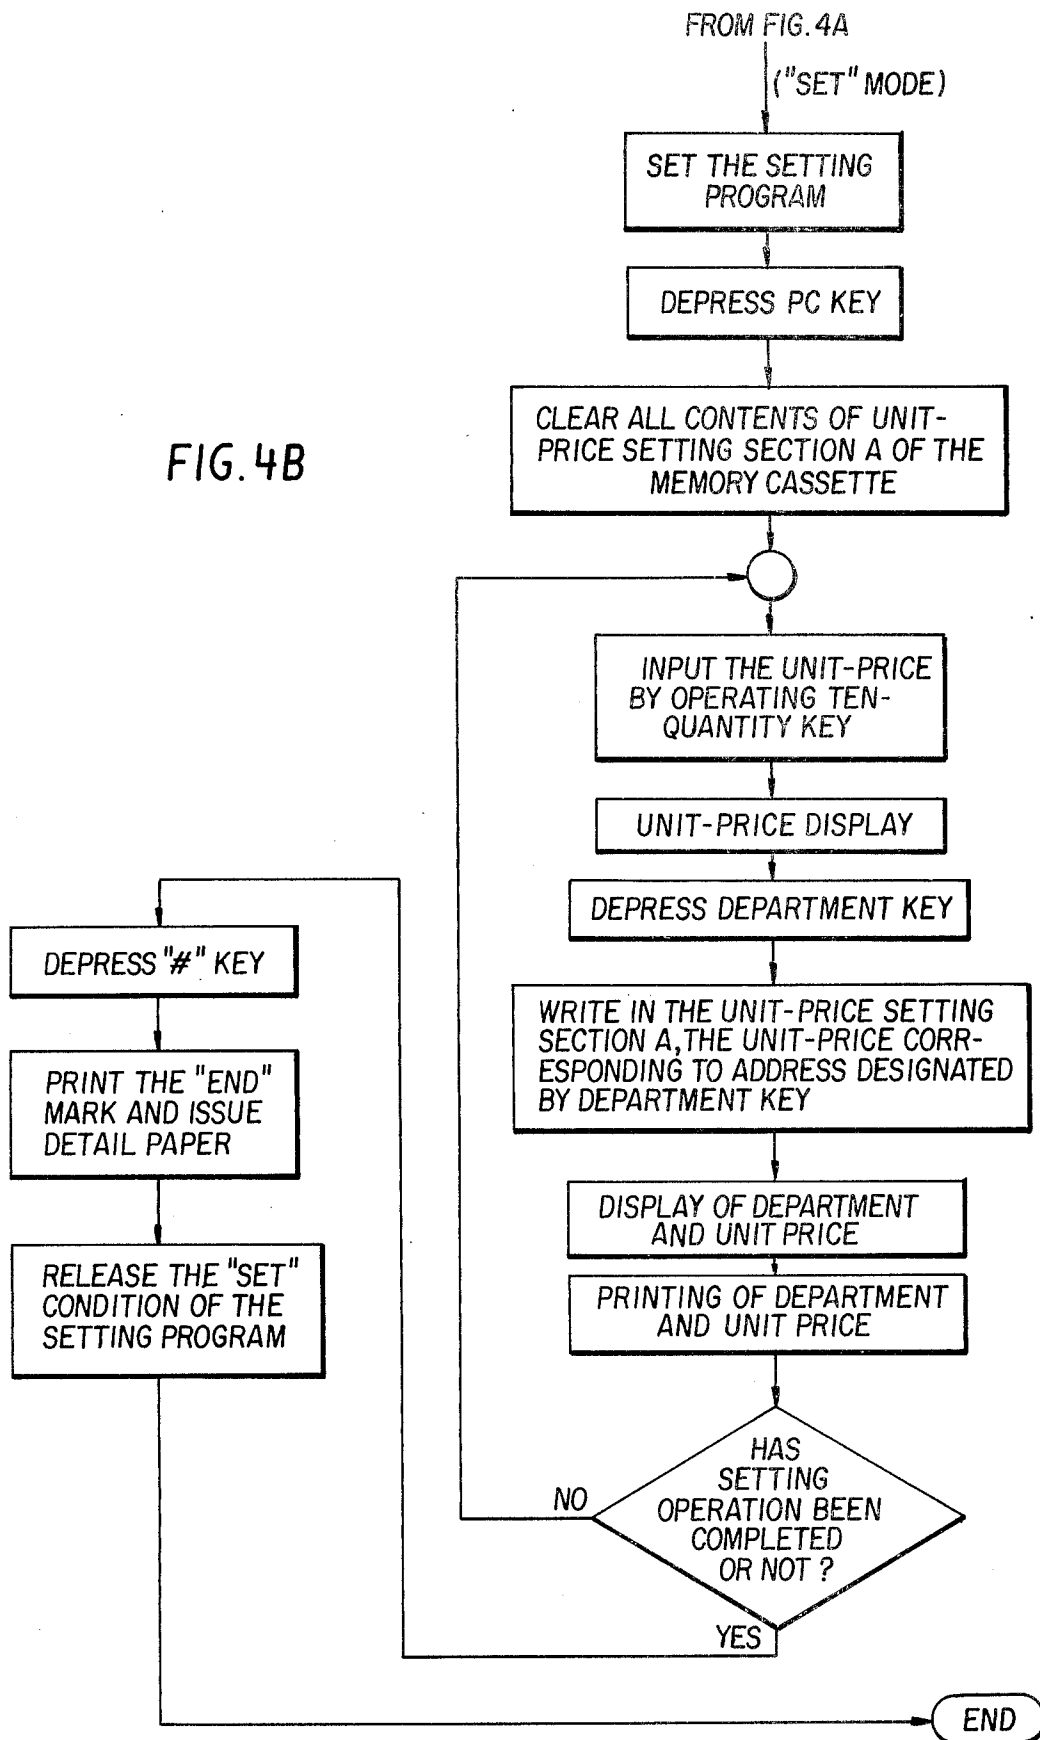 FROM FIG. 4A
("SET" MODE)
SET THE SETTING
PROGRAM
DEPRESS PC KEY
CLEAR ALL CONTENTS OF UNIT-
PRICE SETTING SECTION A OF THE
MEMORY CASSETTE
FIG. 4B
INPUT THE UNIT-PRICE
BY OPERATING TEN-
QUANTITY KEY
UNIT-PRICE DISPLAY
DEPRESS DEPARTMENT KEY
WRITE IN THE UNIT-PRICE SETTING
SECTION A, THE UNIT-PRICE CORR-
ESPONDING TO ADDRESS DESIGNATED
BY DEPARTMENT KEY
DISPLAY OF DEPARTMENT
AND UNIT PRICE
PRINTING OF DEPARTMENT
AND UNIT PRICE
HAS
SETTING
OPERATION BEEN
COMPLETED
OR NOT ?
NO
YES
DEPRESS "#" KEY
PRINT THE "END"
MARK AND ISSUE
DETAIL PAPER
RELEASE THE "SET"
CONDITION OF THE
SETTING PROGRAM
END